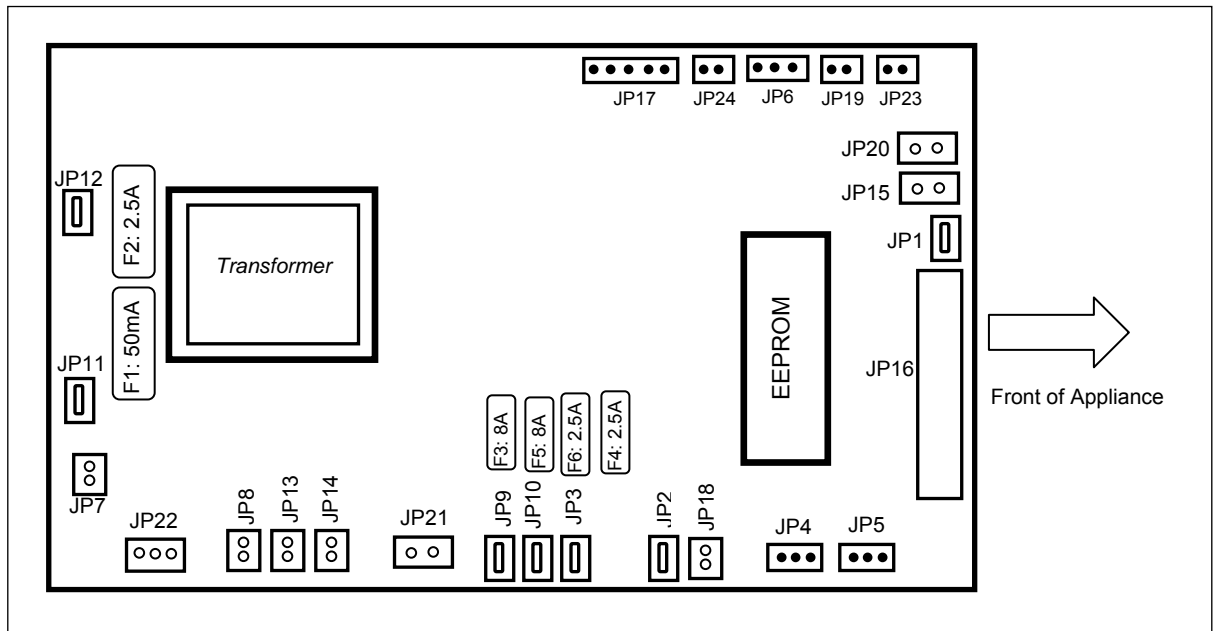 JP17 JP24 JP6 JP19 JP23
JP20
JP15
JP12
F2: 2.5A
JP1
Transformer
F1: 50mA
EEPROM
JP11
JP16
Front of Appliance
F3: 8A
F5: 8A
F6: 2.5A
F4: 2.5A
JP7
JP22
JP8
JP13
JP14
JP21
JP9
JP10
JP3
JP2
JP18
JP4
JP5